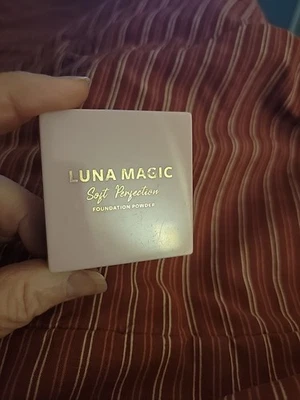 LUNA MAGIC
Soft Perfection
FOUNDATION POWDER